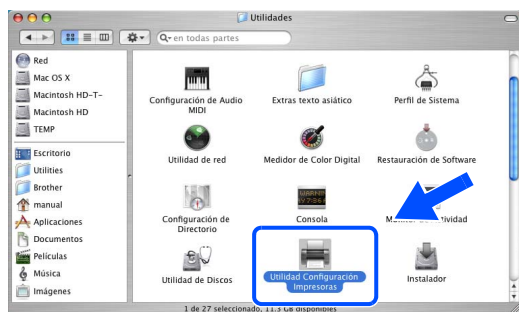 Utilidades
en todas partes
Red
Mac OS X
Macintosh HD-T-
Macintosh HD
TEMP
Escritorio
Utilities
Brother
manual
Aplicaciones
Documentos
Películas
Música
Imágenes
Configuración de Audio
MIDI
Extras texto asiático
Perfil de Sistema
Utilidad de red
Medidor de Color Digital
Restauración de Software
Configuración de
Directorio
Consola
Utilidad de Discos
Utilidad Configuración
Impresoras
Instalador
1 de 27 seleccionado, 11.3 GB disponibles